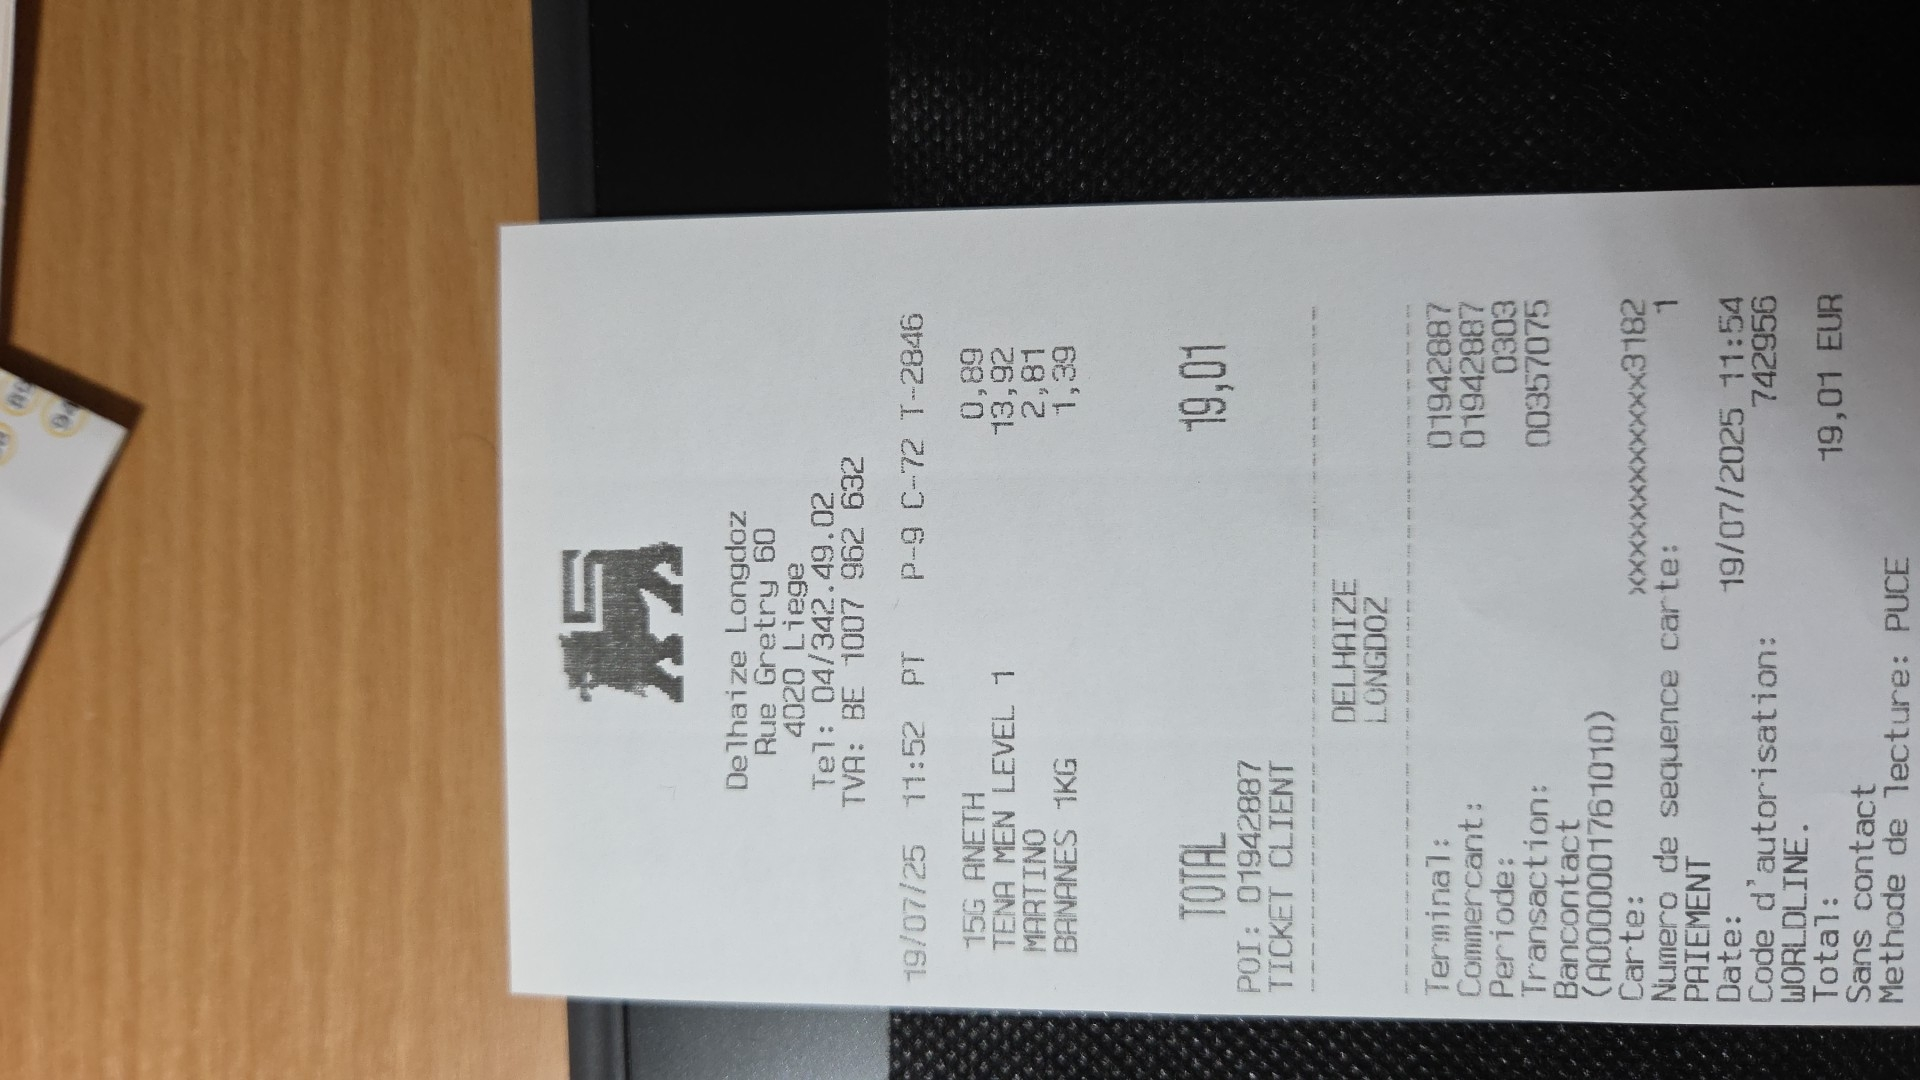 Delhaize Longdoz
Rue Gretry 60
4020 Liege
Tel: 04/342.49.02
TVA: BE 1007 962 632
19/07/25 11:52 PT P-9 C-72 T-2846
15G ANETH 0,89
TENA MEN LEVEL 1 13,92
MARTINO 2,81
BANANES 1KG 1,39
TOTAL 19,01
POI: 01942887
TICKET CLIENT
DELHAIZE
LONGDOZ
Terminal: 01942887
Commercant: 01942887
Periode: 0303
Transaction: 00357075
Bancontact
(A0000001761010)
Carte: xxxxxxxxxxxxx3182
Numero de sequence carte: 1
PAIEMENT
Date: 19/07/2025 11:54
Code d'autorisation: 742956
WORLDLINE.
Total: 19,01 EUR
Sans contact
Methode de lecture: PUCE